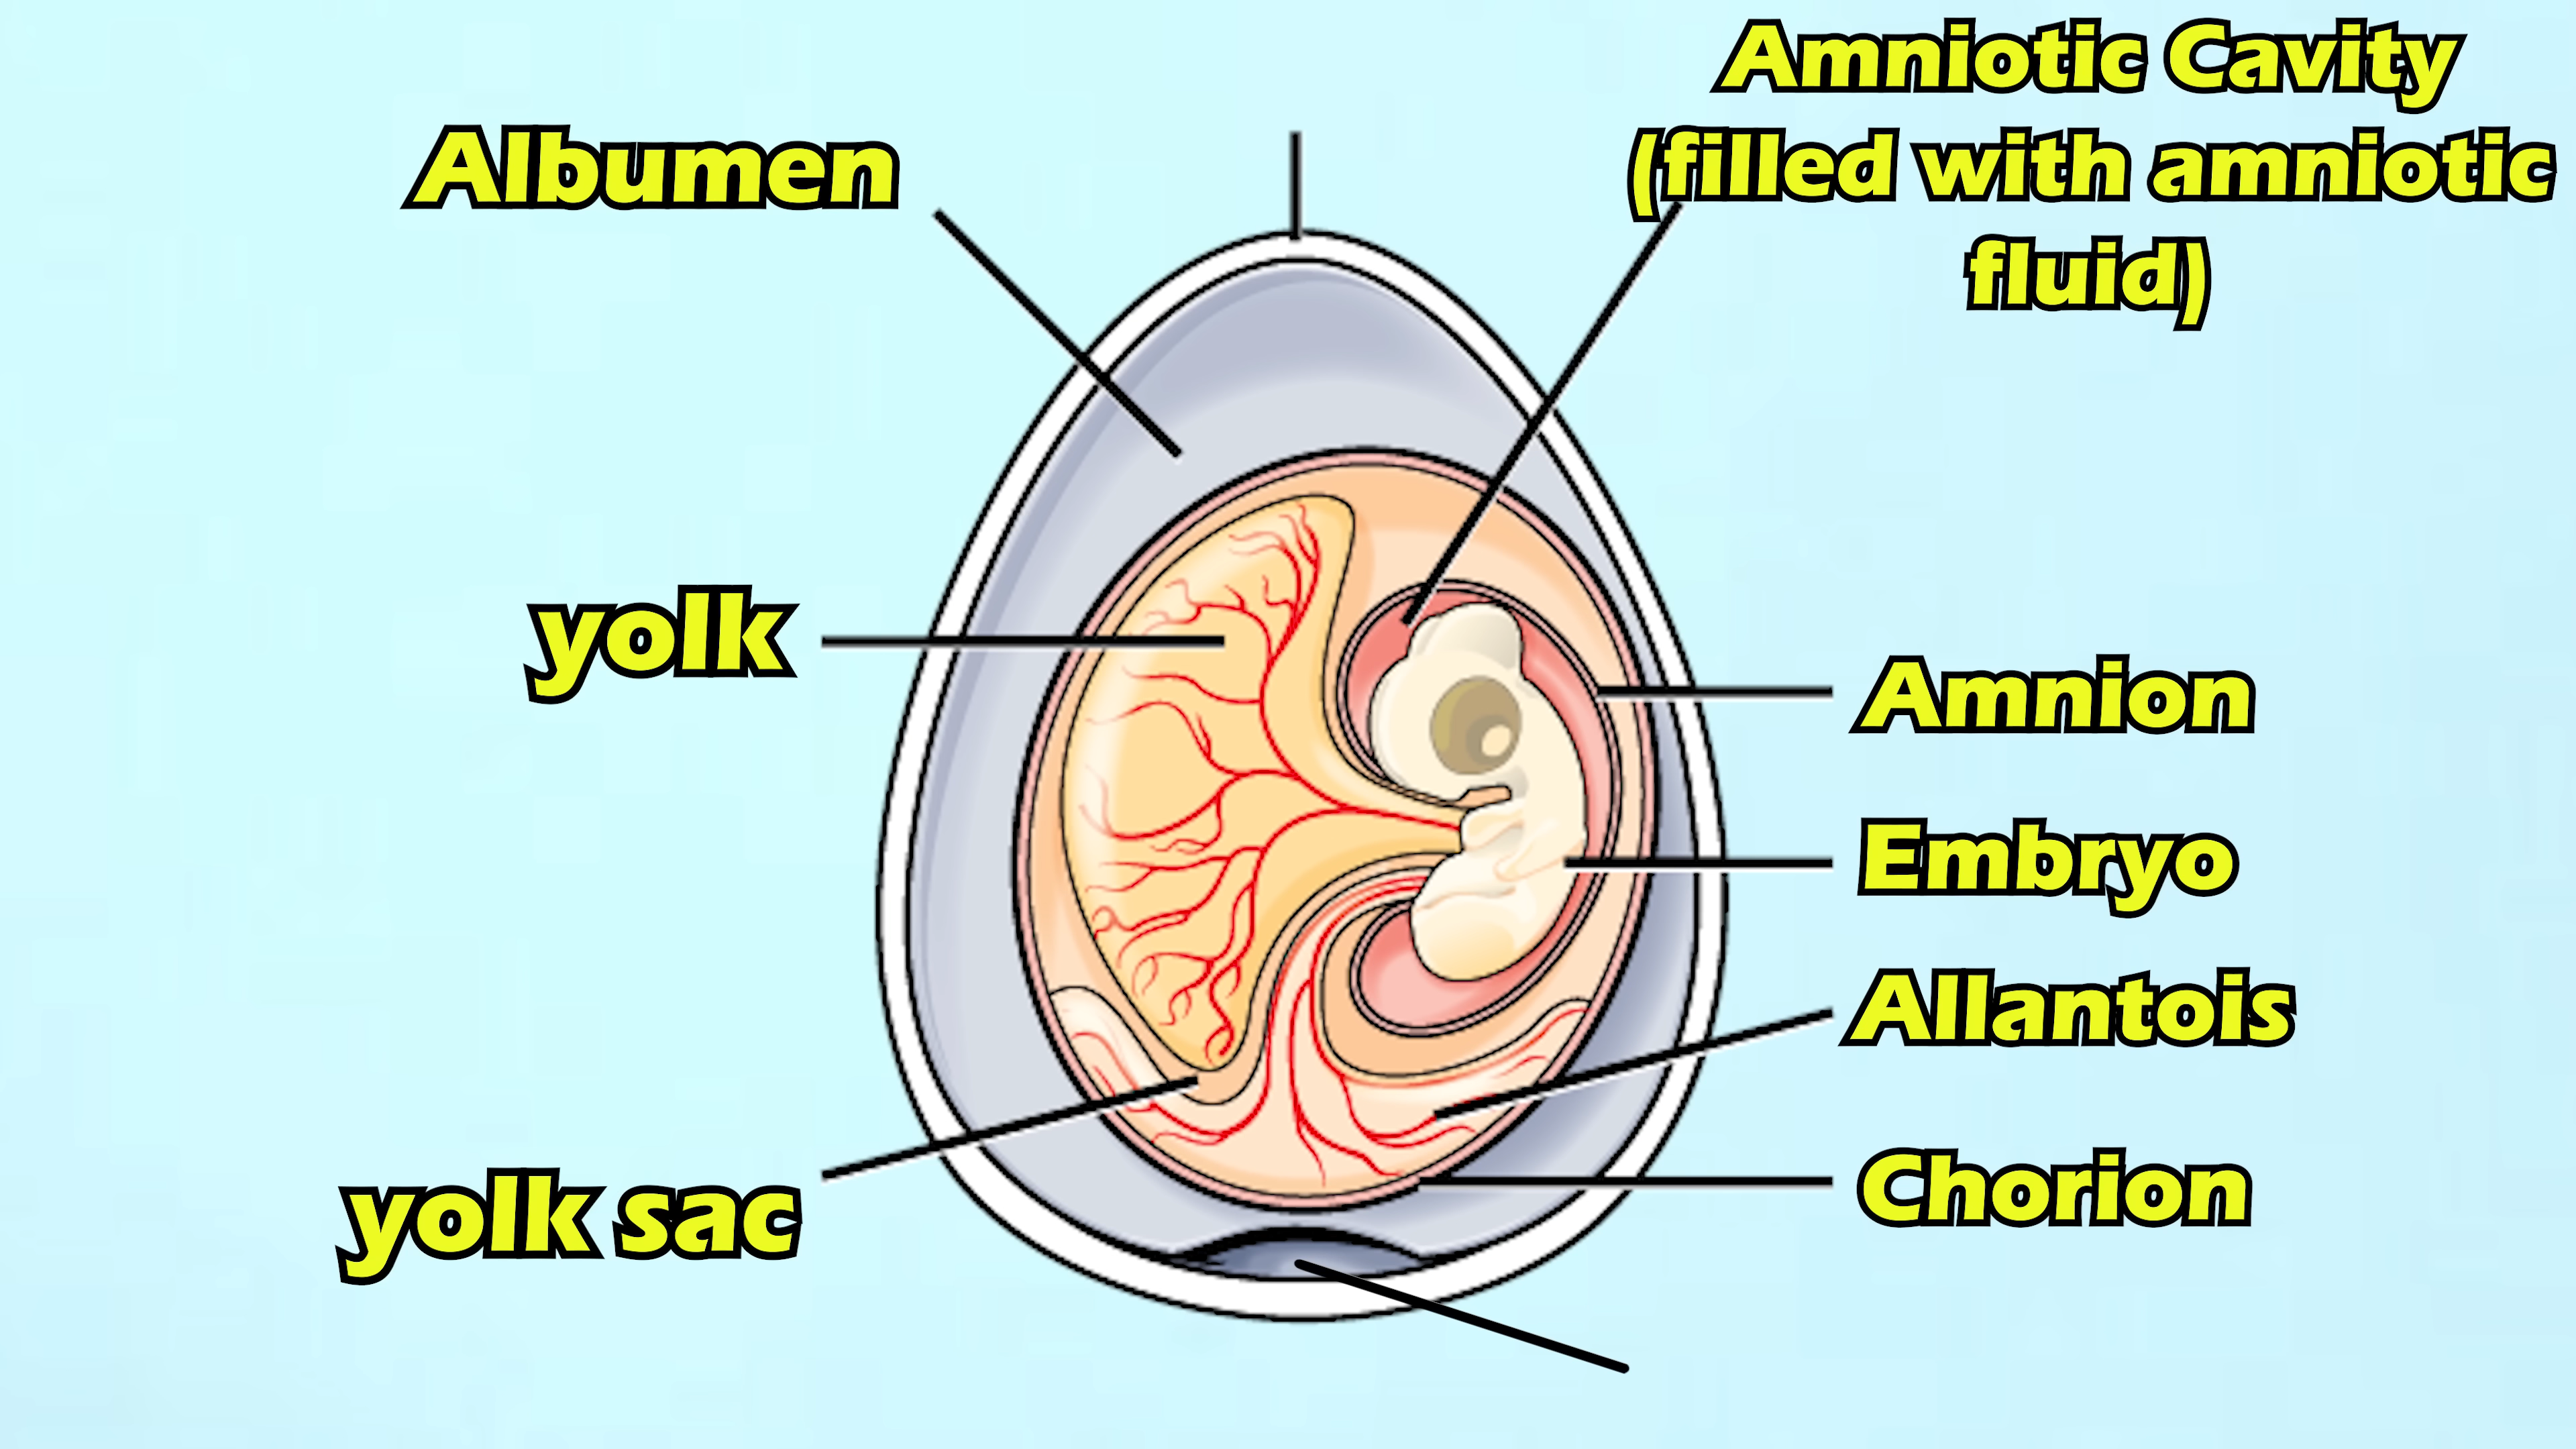 Amniotic Cavity
(filled with amniotic
fluid)
Albumen
yolk
Amnion
Embryo
Allantois
Chorion
yolk sac